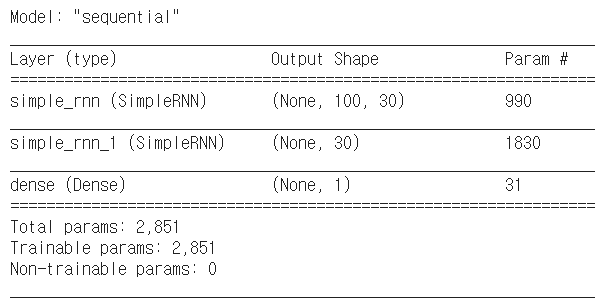 Model: "sequential"
_________________________________________________________________
Layer (type)                 Output Shape              Param #
=================================================================
simple_rnn (SimpleRNN)       (None, 100, 30)           990
_________________________________________________________________
simple_rnn_1 (SimpleRNN)     (None, 30)                1830
_________________________________________________________________
dense (Dense)                (None, 1)                 31
=================================================================
Total params: 2,851
Trainable params: 2,851
Non-trainable params: 0
_________________________________________________________________